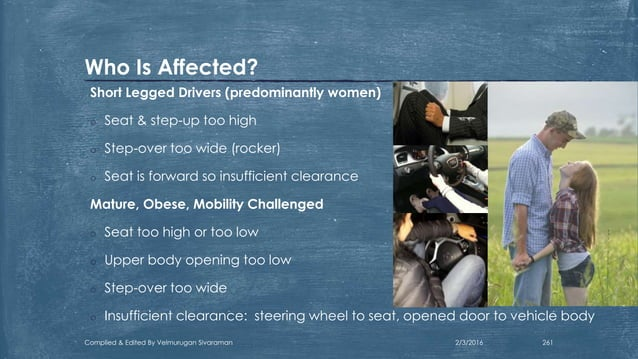 Who Is Affected?
Short Legged Drivers (predominantly women)
Seat & step-up too high
Step-over too wide (rocker)
Seat is forward so insufficient clearance
Mature, Obese, Mobility Challenged
Seat too high or too low
Upper body opening too low
Step-over too wide
Insufficient clearance: steering wheel to seat, opened door to vehicle body
Complied & Edited By Velmurugan Sivaraman 2/3/2016 261